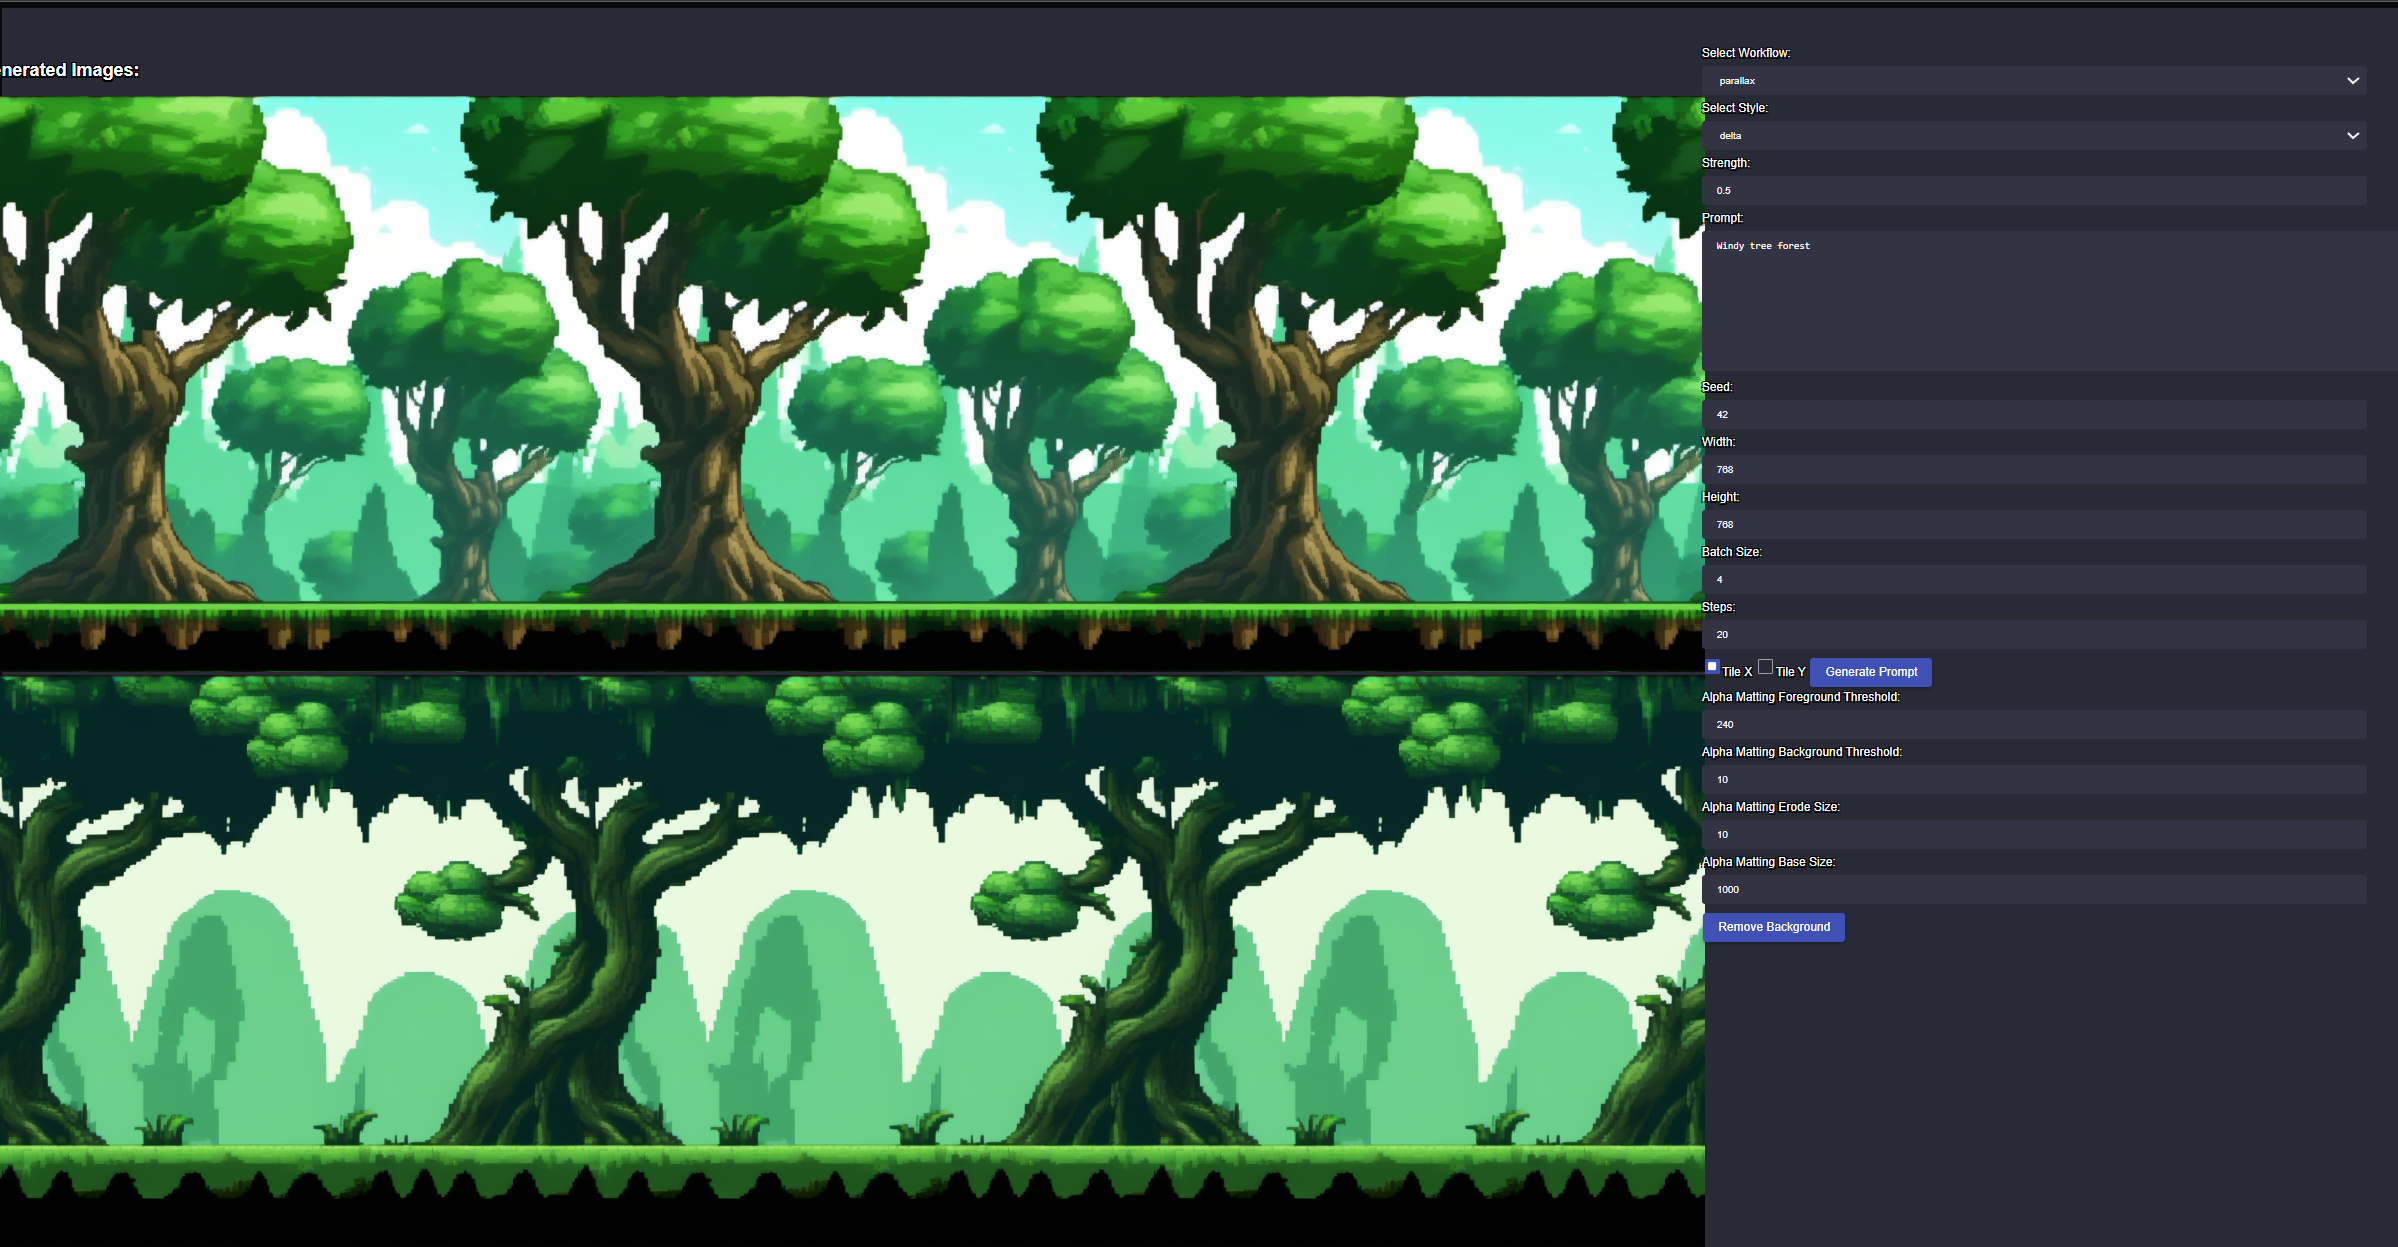 nerated Images:
Select Workflow:
parallax
Select Style:
delta
Strength:
0.5
Prompt:
Windy tree forest
Seed:
42
Width:
768
Height:
768
Batch Size:
4
Steps:
20
Tile X Tile Y Generate Prompt
Alpha Matting Foreground Threshold:
240
Alpha Matting Background Threshold:
10
Alpha Matting Erode Size:
10
Alpha Matting Base Size:
1000
Remove Background